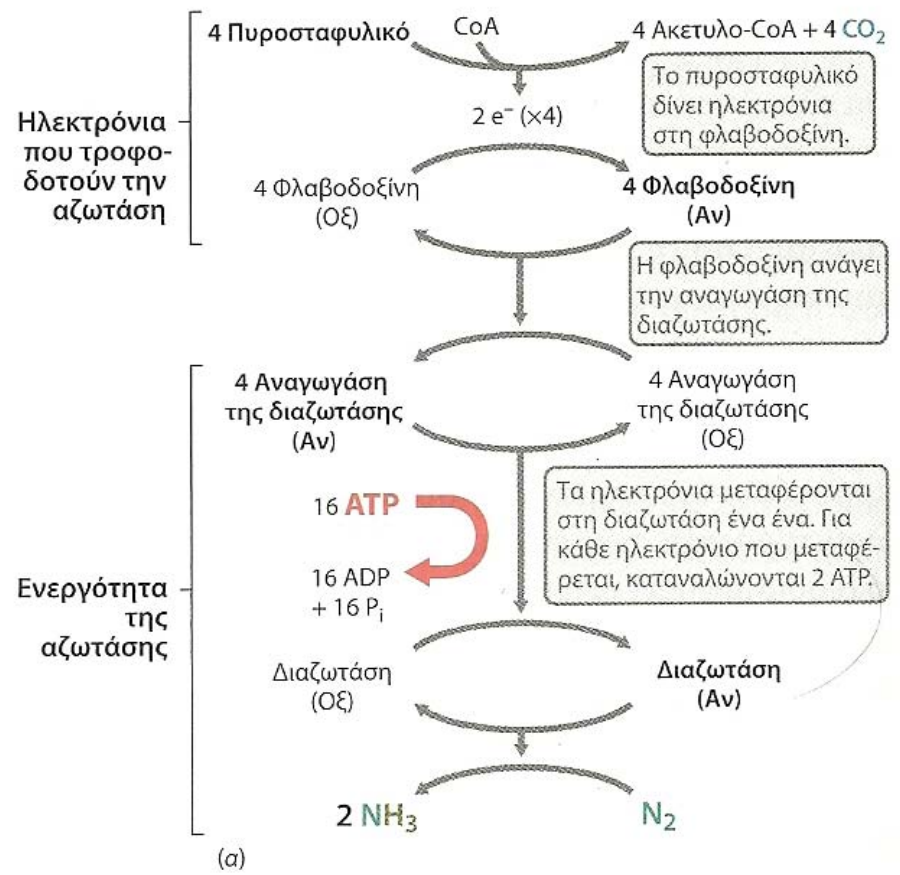 4 Πυροσταφυλικό
CoA
4 Ακετυλο-CoA + 4 CO₂
Το πυροσταφυλικό
δίνει ηλεκτρόνια
στη φλαβοδοξίνη.
2 e⁻ (×4)
Ηλεκτρόνια
που τροφο-
δοτούν την
αζωτάση
4 Φλαβοδοξίνη
(Οξ)
4 Φλαβοδοξίνη
(Αν)
Η φλαβοδοξίνη ανάγει
την αναγωγάση της
διαζωτάσης.
4 Αναγωγάση
της διαζωτάσης
(Αν)
4 Αναγωγάση
της διαζωτάσης
(Οξ)
16 ATP
16 ADP
+ 16 Pᵢ
Τα ηλεκτρόνια μεταφέρονται
στη διαζωτάση ένα ένα. Για
κάθε ηλεκτρόνιο που μεταφέ-
ρεται, καταναλώνονται 2 ATP.
Ενεργότητα
της
αζωτάσης
Διαζωτάση
(Οξ)
Διαζωτάση
(Αν)
2 NH₃
N₂
(α)